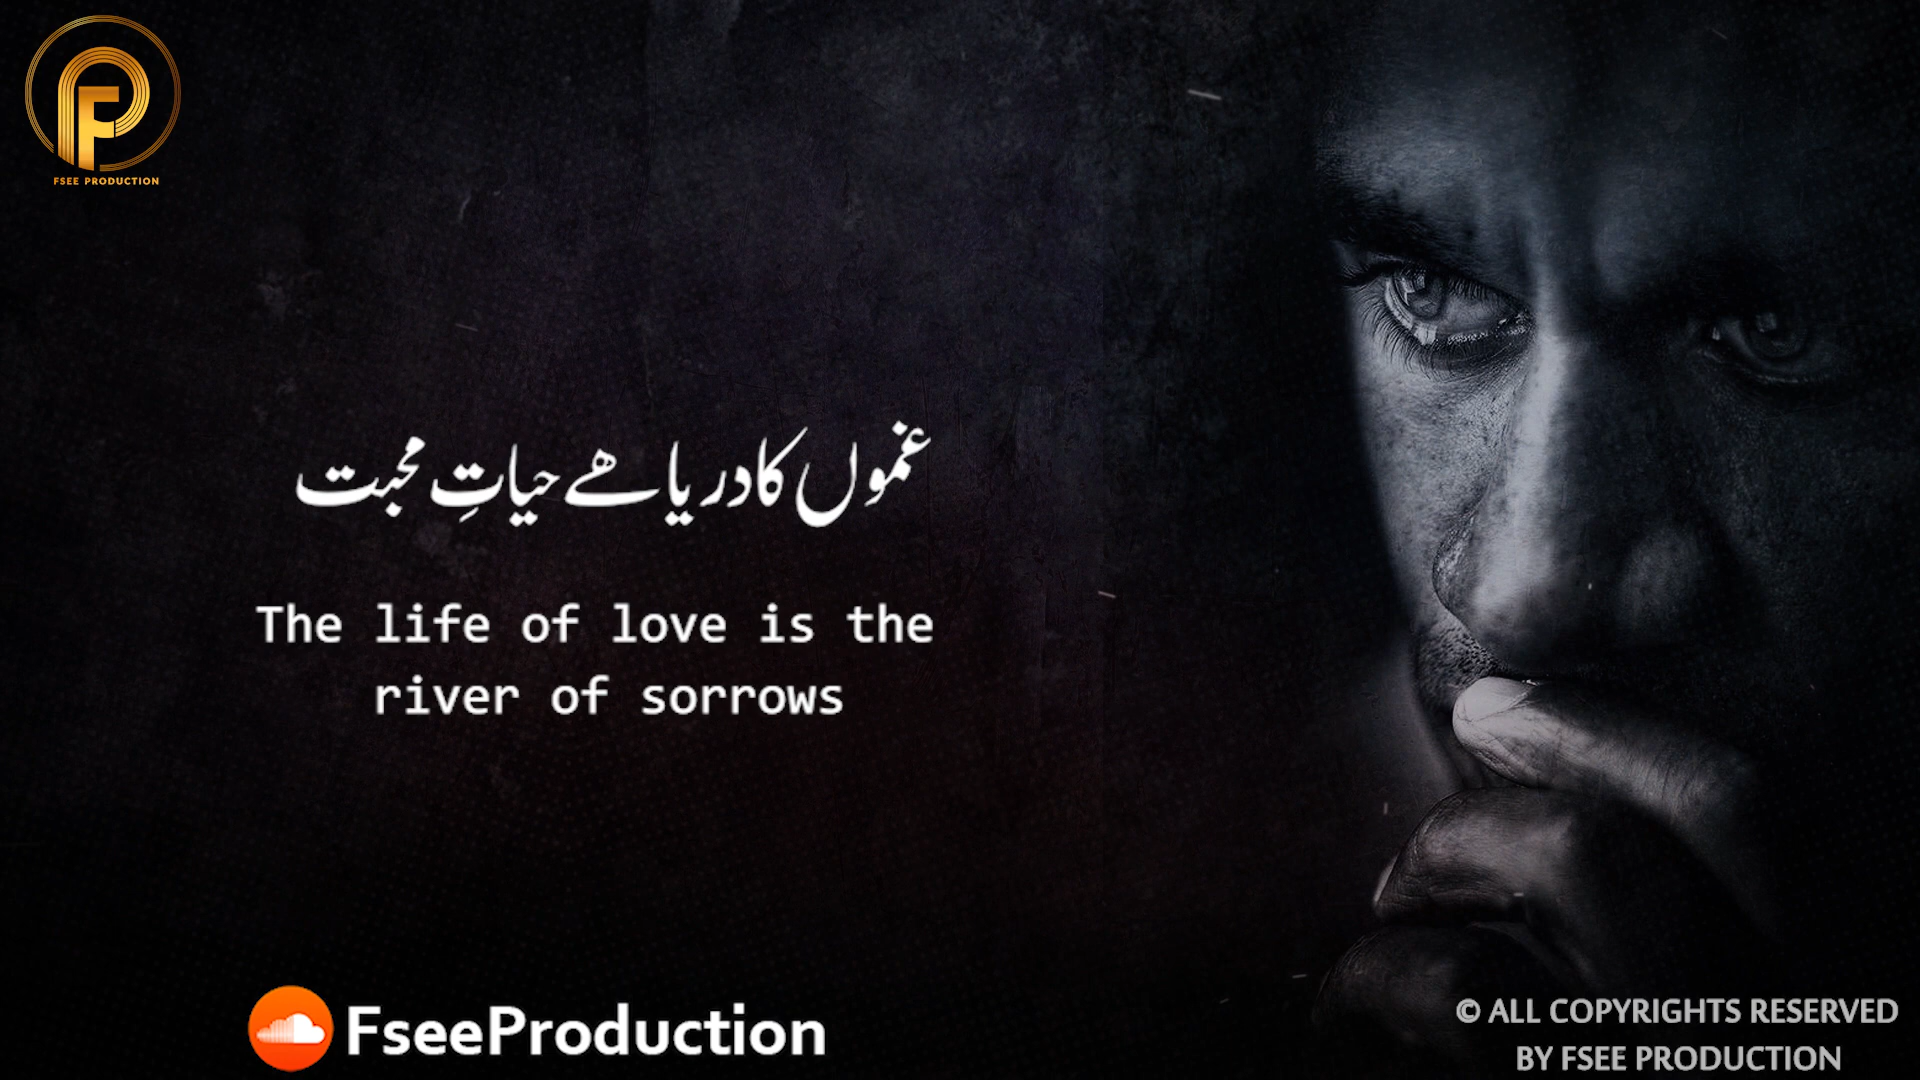 FSEE PRODUCTION
غموں کا دریا ھے حیاتِ محبت
The life of love is the
river of sorrows
FseeProduction
© ALL COPYRIGHTS RESERVED
BY FSEE PRODUCTION